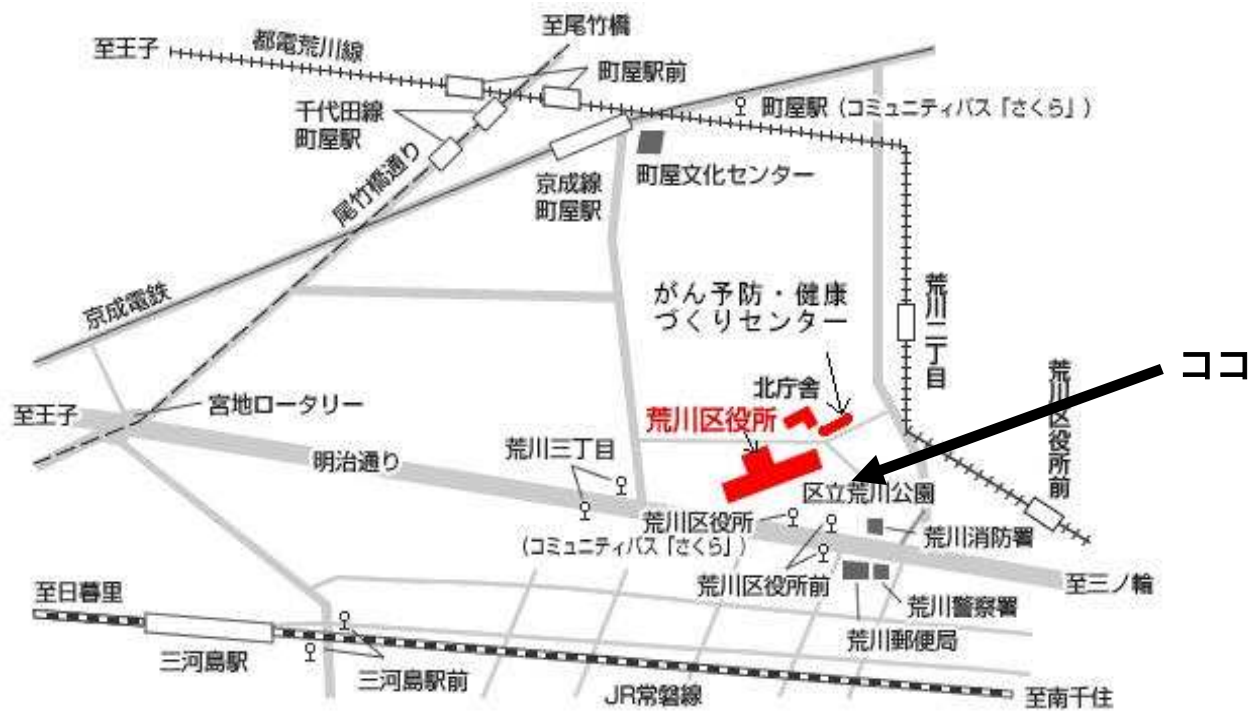 至尾竹橋
至王子
都電荒川線
町屋駅前
千代田線
町屋駅
町屋駅（コミュニティバス「さくら」）
尾竹橋通り
京成線
町屋駅
町屋文化センター
京成電鉄
がん予防・健康
づくりセンター
荒川二丁目
ココ
北庁舎
荒川区役所
荒川区役所前
至王子
宮地ロータリー
明治通り
荒川三丁目
区立荒川公園
荒川区役所
（コミュニティバス「さくら」）
荒川消防署
荒川区役所前
至三ノ輪
荒川警察署
荒川郵便局
至日暮里
三河島駅
三河島駅前
JR常磐線
至南千住